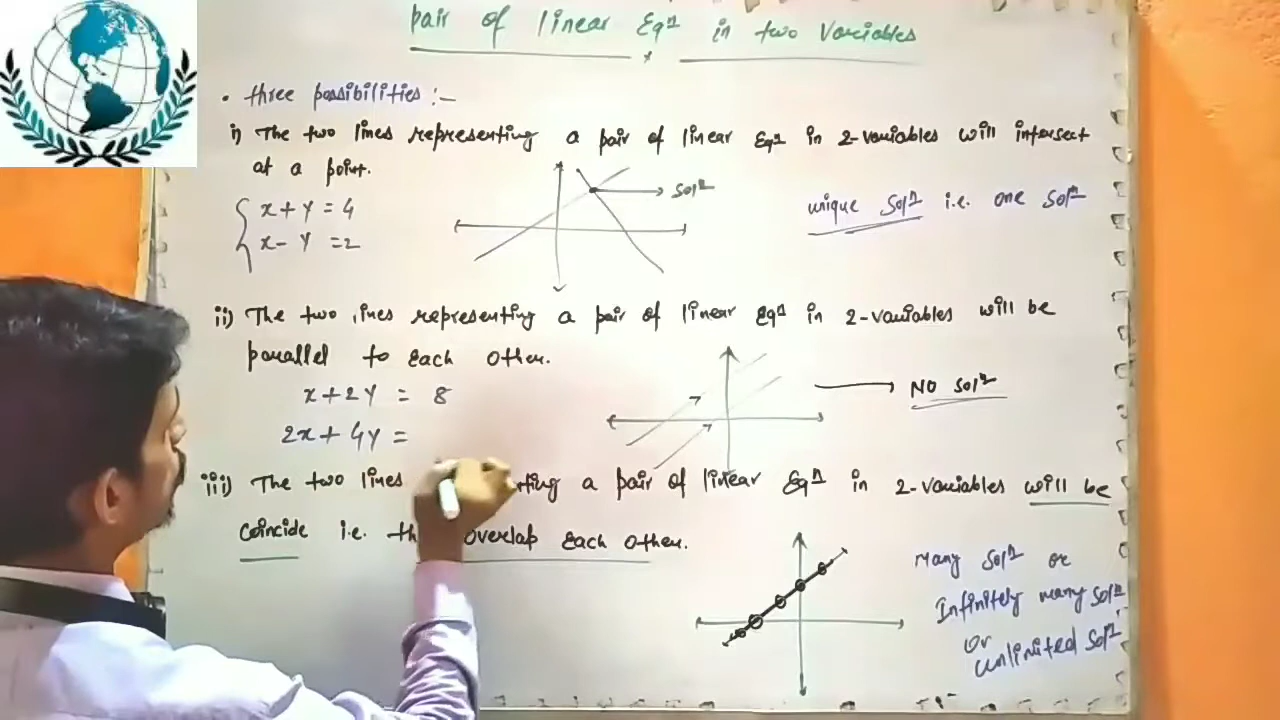 pair of linear Eqⁿ in two Variables
• three possibilities :-
i) The two lines representing a pair of linear Eqⁿ in 2-variables will intersect
at a point.
x + y = 4
x - y = 2
Solⁿ
unique Solⁿ i.e. one Solⁿ
ii) The two lines representing a pair of linear Eqⁿ in 2-variables will be
parallel to each other.
x + 2y = 8
2x + 4y =
NO Solⁿ
iii) The two lines a pair of linear Eqⁿ in 2-variables will be
Coincide i.e. overlap each other.
Many Solⁿ or
Infinitely many Solⁿ
or
unlimited Solⁿ